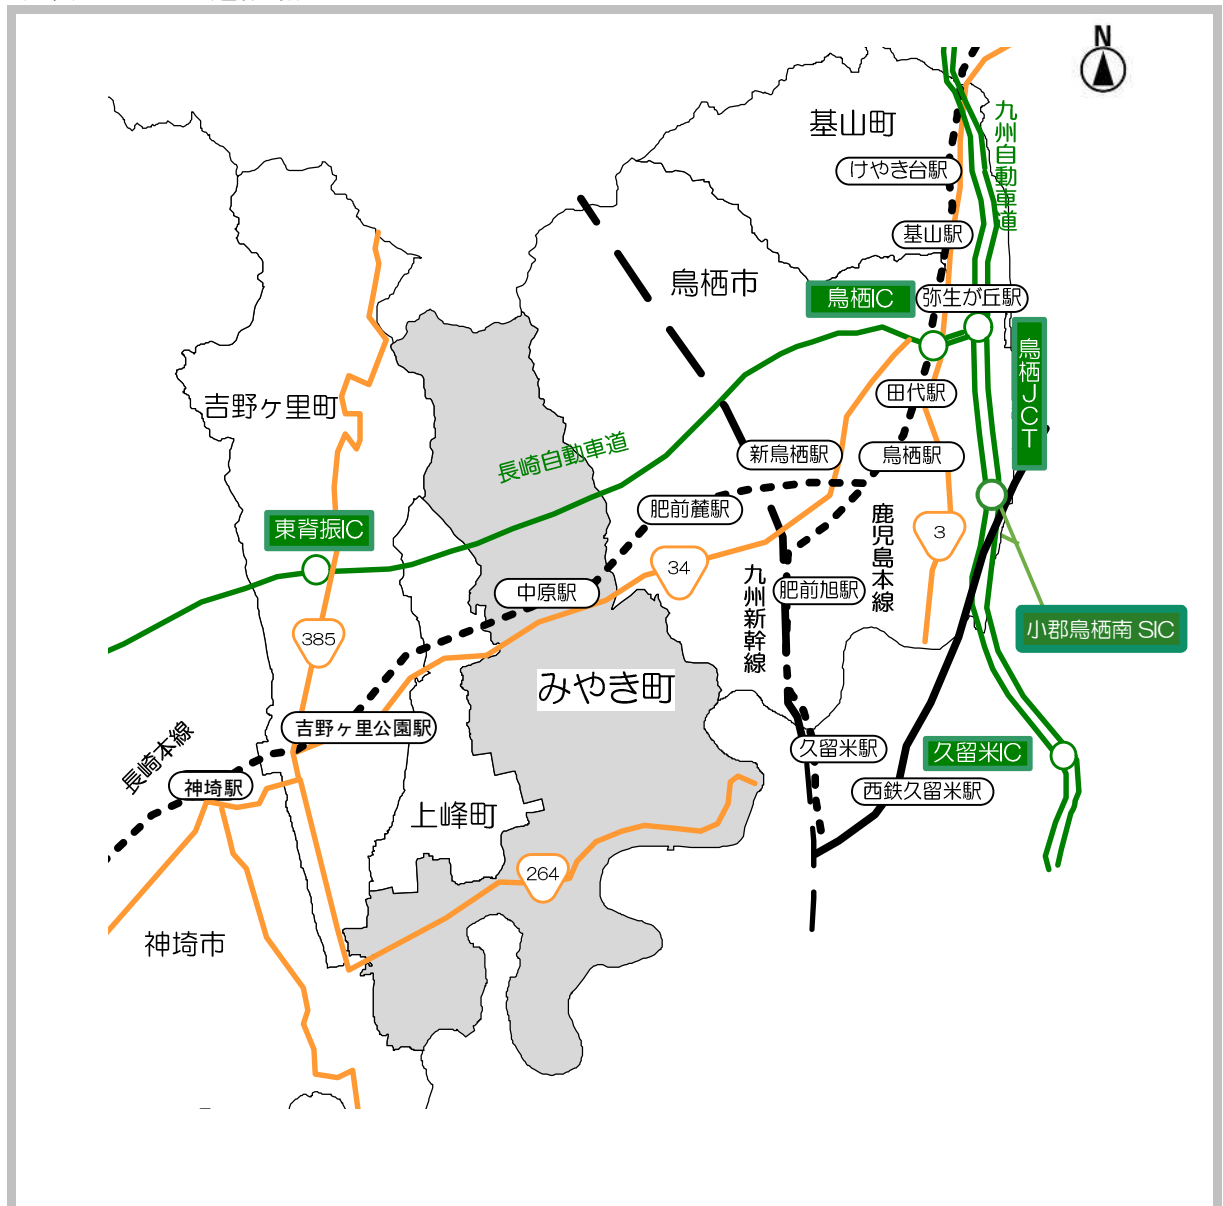 N
基山町
九州自動車道
けやき台駅
基山駅
鳥栖市
鳥栖IC
弥生が丘駅
鳥栖JCT
田代駅
吉野ヶ里町
長崎自動車道
新鳥栖駅
鳥栖駅
肥前麓駅
鹿児島本線
東脊振IC
3
34
中原駅
九州新幹線
肥前旭駅
385
小郡鳥栖南 SIC
みやき町
吉野ヶ里公園駅
長崎本線
久留米駅
久留米IC
神埼駅
西鉄久留米駅
上峰町
264
神埼市